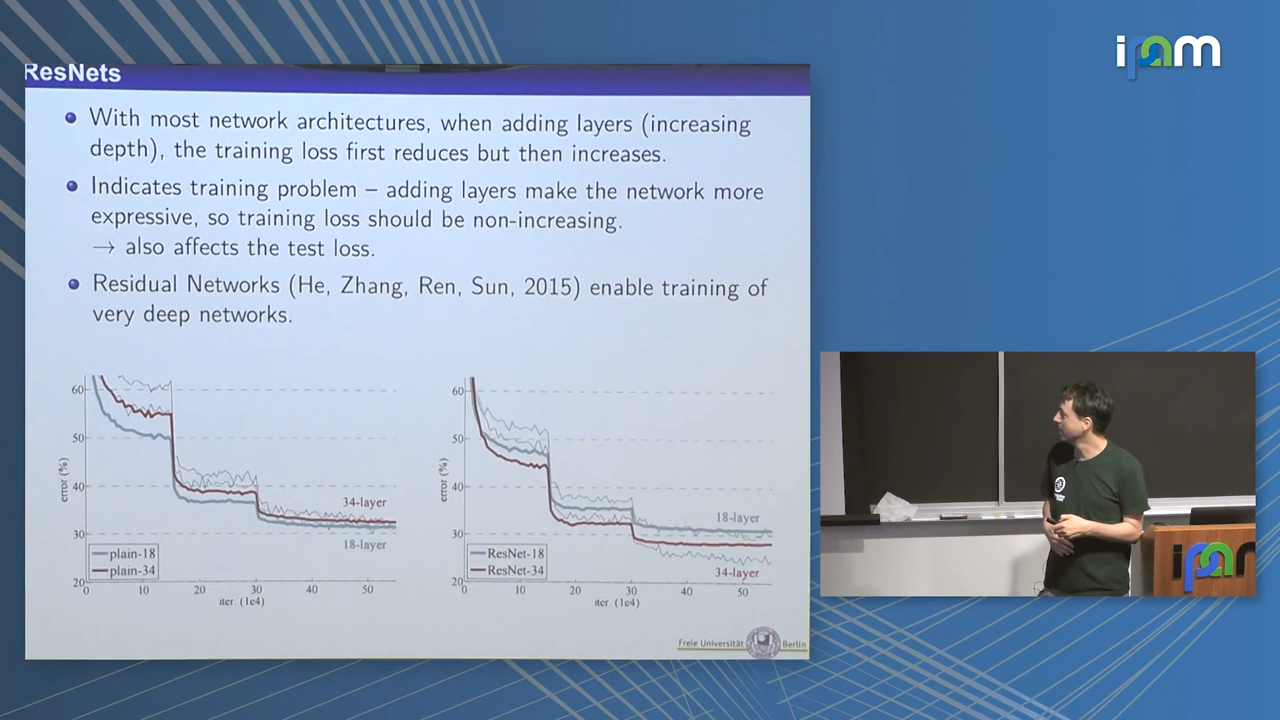 ipam
ResNets
With most network architectures, when adding layers (increasing
depth), the training loss first reduces but then increases.
Indicates training problem – adding layers make the network more
expressive, so training loss should be non-increasing.
→ also affects the test loss.
Residual Networks (He, Zhang, Ren, Sun, 2015) enable training of
very deep networks.
60
50
40
30
20
error (%)
34-layer
18-layer
plain-18
plain-34
0 10 20 30 40 50
iter. (1e4)
60
50
40
30
20
error (%)
18-layer
34-layer
ResNet-18
ResNet-34
0 10 20 30 40 50
iter. (1e4)
Freie Universität Berlin
ipam